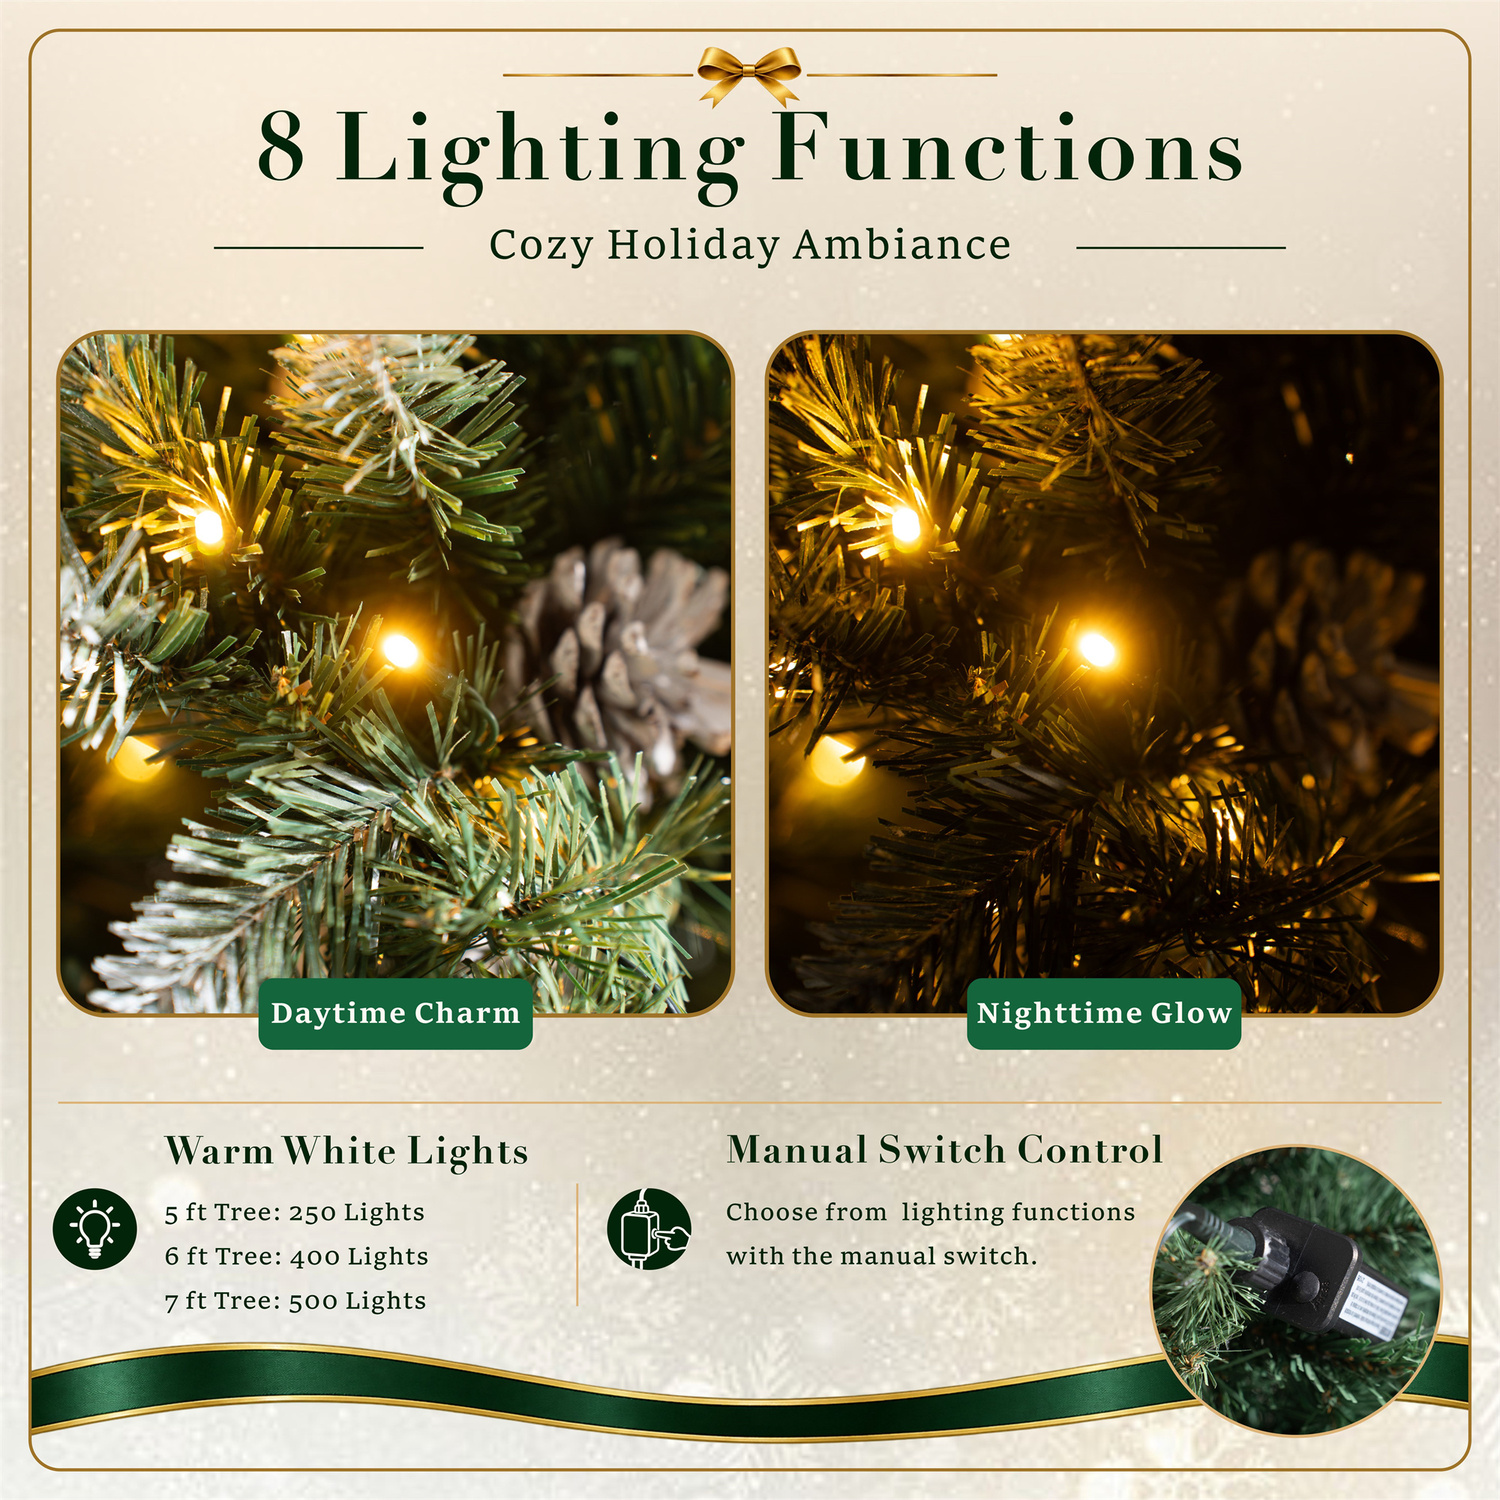 8 Lighting Functions
Cozy Holiday Ambiance
Daytime Charm
Nighttime Glow
Warm White Lights
5 ft Tree: 250 Lights
6 ft Tree: 400 Lights
7 ft Tree: 500 Lights
Manual Switch Control
Choose from lighting functions
with the manual switch.